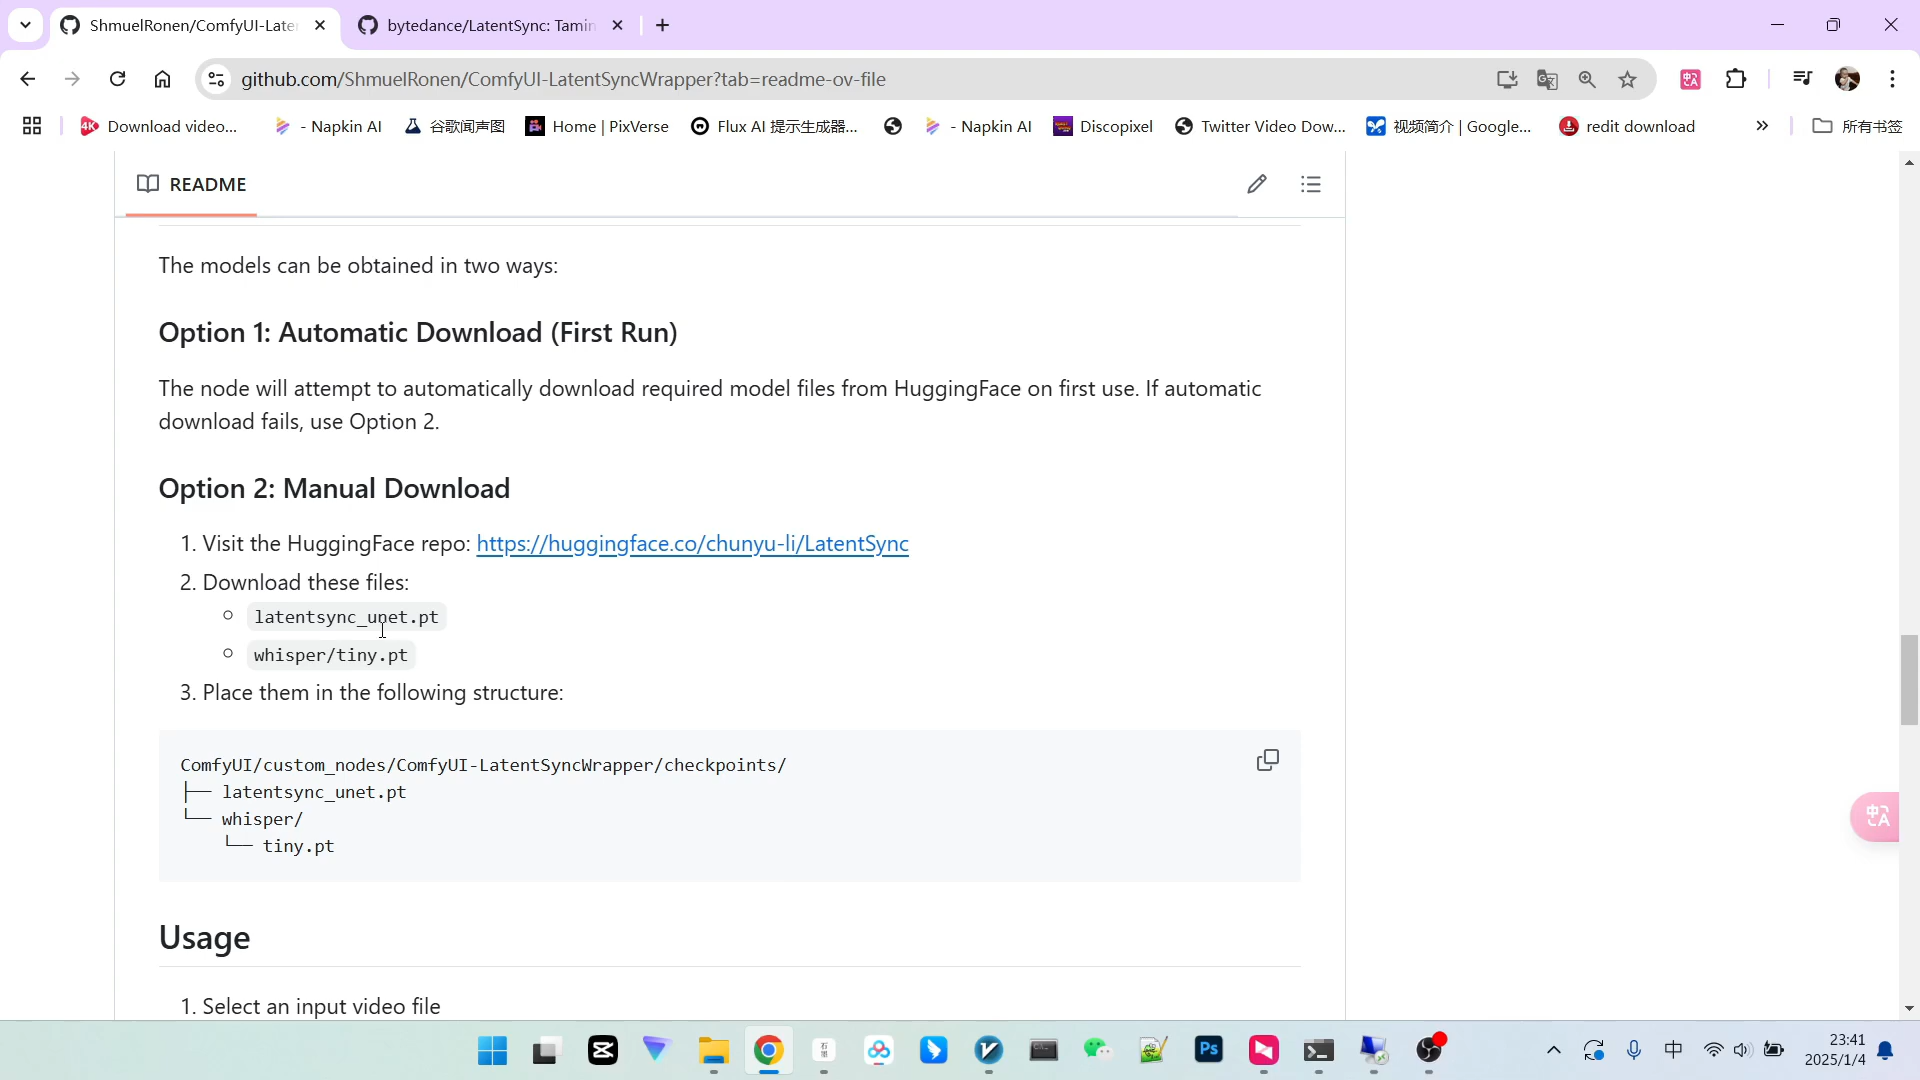 ShmuelRonen/ComfyUI-Late
bytedance/LatentSync: Tamin
github.com/ShmuelRonen/ComfyUI-LatentSyncWrapper?tab=readme-ov-file
Download video...
- Napkin AI
谷歌闻声图
Home | PixVerse
Flux AI 提示生成器...
- Napkin AI
Discopixel
Twitter Video Dow...
视频简介 | Google...
redit download
所有书签
README
The models can be obtained in two ways:
Option 1: Automatic Download (First Run)
The node will attempt to automatically download required model files from HuggingFace on first use. If automatic
download fails, use Option 2.
Option 2: Manual Download
1. Visit the HuggingFace repo: https://huggingface.co/chunyu-li/LatentSync
2. Download these files:
latentsync_unet.pt
whisper/tiny.pt
3. Place them in the following structure:
ComfyUI/custom_nodes/ComfyUI-LatentSyncWrapper/checkpoints/
├── latentsync_unet.pt
└── whisper/
└── tiny.pt
Usage
1. Select an input video file
中
23:41
2025/1/4